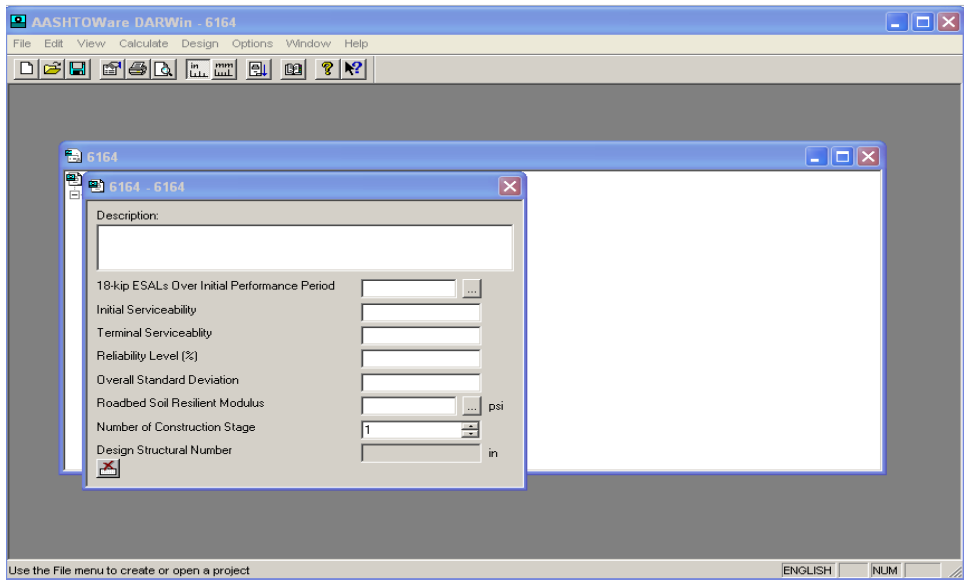 AASHTOWare DARWin - 6164
File Edit View Calculate Design Options Window Help
in mm
6164
6164 - 6164
Description:
18-kip ESALs Over Initial Performance Period ...
Initial Serviceability
Terminal Serviceablity
Reliability Level (%)
Overall Standard Deviation
Roadbed Soil Resilient Modulus ... psi
Number of Construction Stage 1
Design Structural Number in
Use the File menu to create or open a project ENGLISH NUM